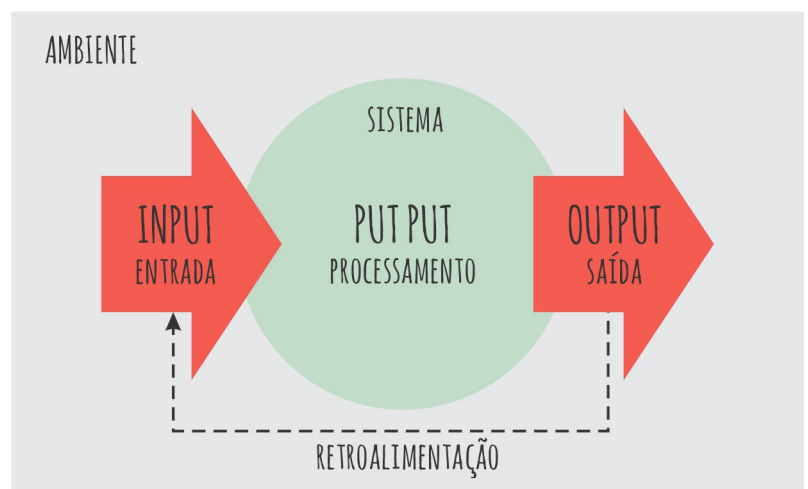 AMBIENTE
SISTEMA
INPUT
ENTRADA
PUT PUT
PROCESSAMENTO
OUTPUT
SAÍDA
RETROALIMENTAÇÃO